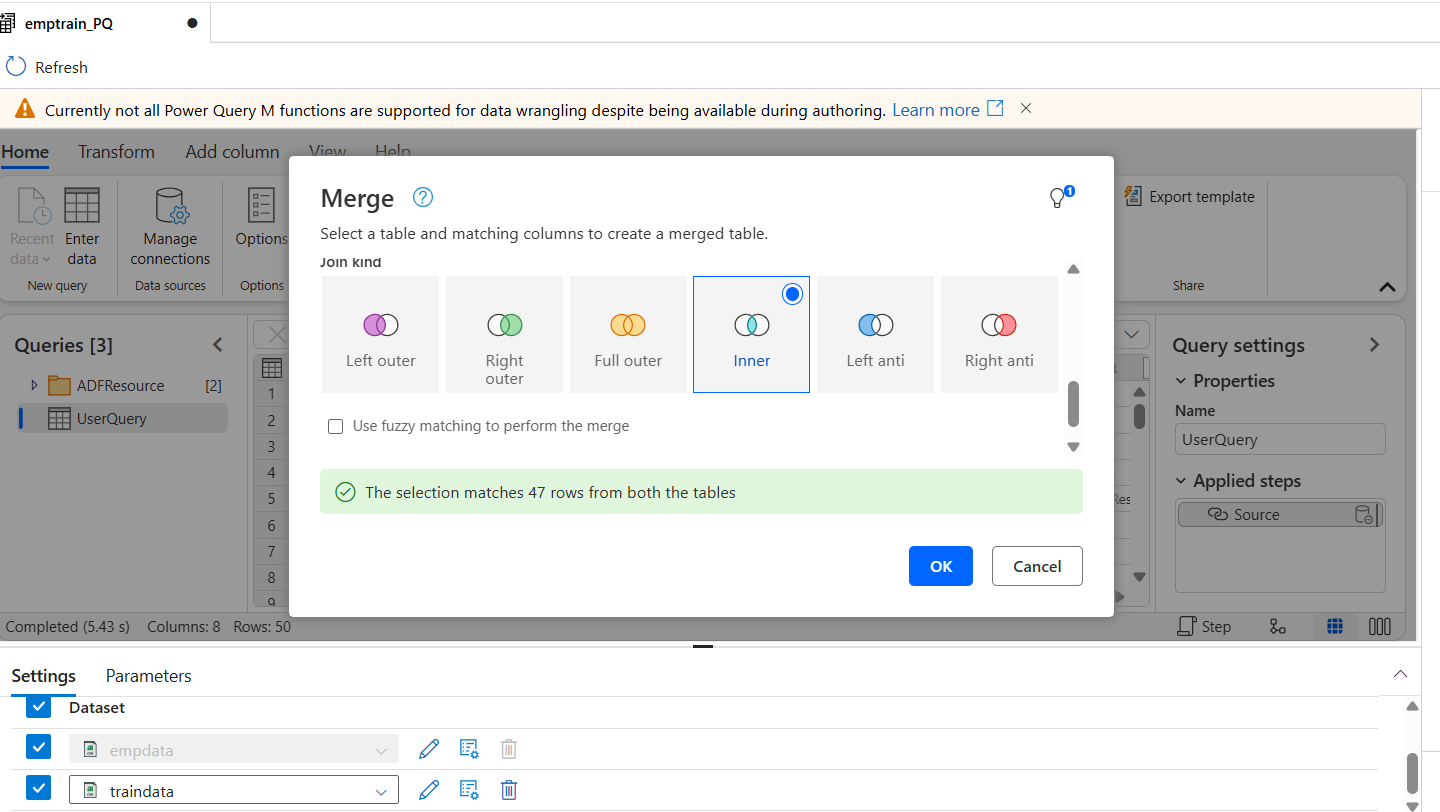 emptrain_PQ
Refresh
Currently not all Power Query M functions are supported for data wrangling despite being available during authoring. Learn more
Home Transform Add column View Help
Recent data
Enter data
New query
Manage connections
Data sources
Options
Options
Export template
Share
Merge
1
Select a table and matching columns to create a merged table.
Join kind
Left outer
Right outer
Full outer
Inner
Left anti
Right anti
Use fuzzy matching to perform the merge
The selection matches 47 rows from both the tables
OK
Cancel
Queries [3]
ADFResource [2]
UserQuery
1
2
3
4
5
6
7
8
9
Res
Query settings
Properties
Name
UserQuery
Applied steps
Source
Completed (5.43 s) Columns: 8 Rows: 50
Step
Settings Parameters
Dataset
empdata
traindata